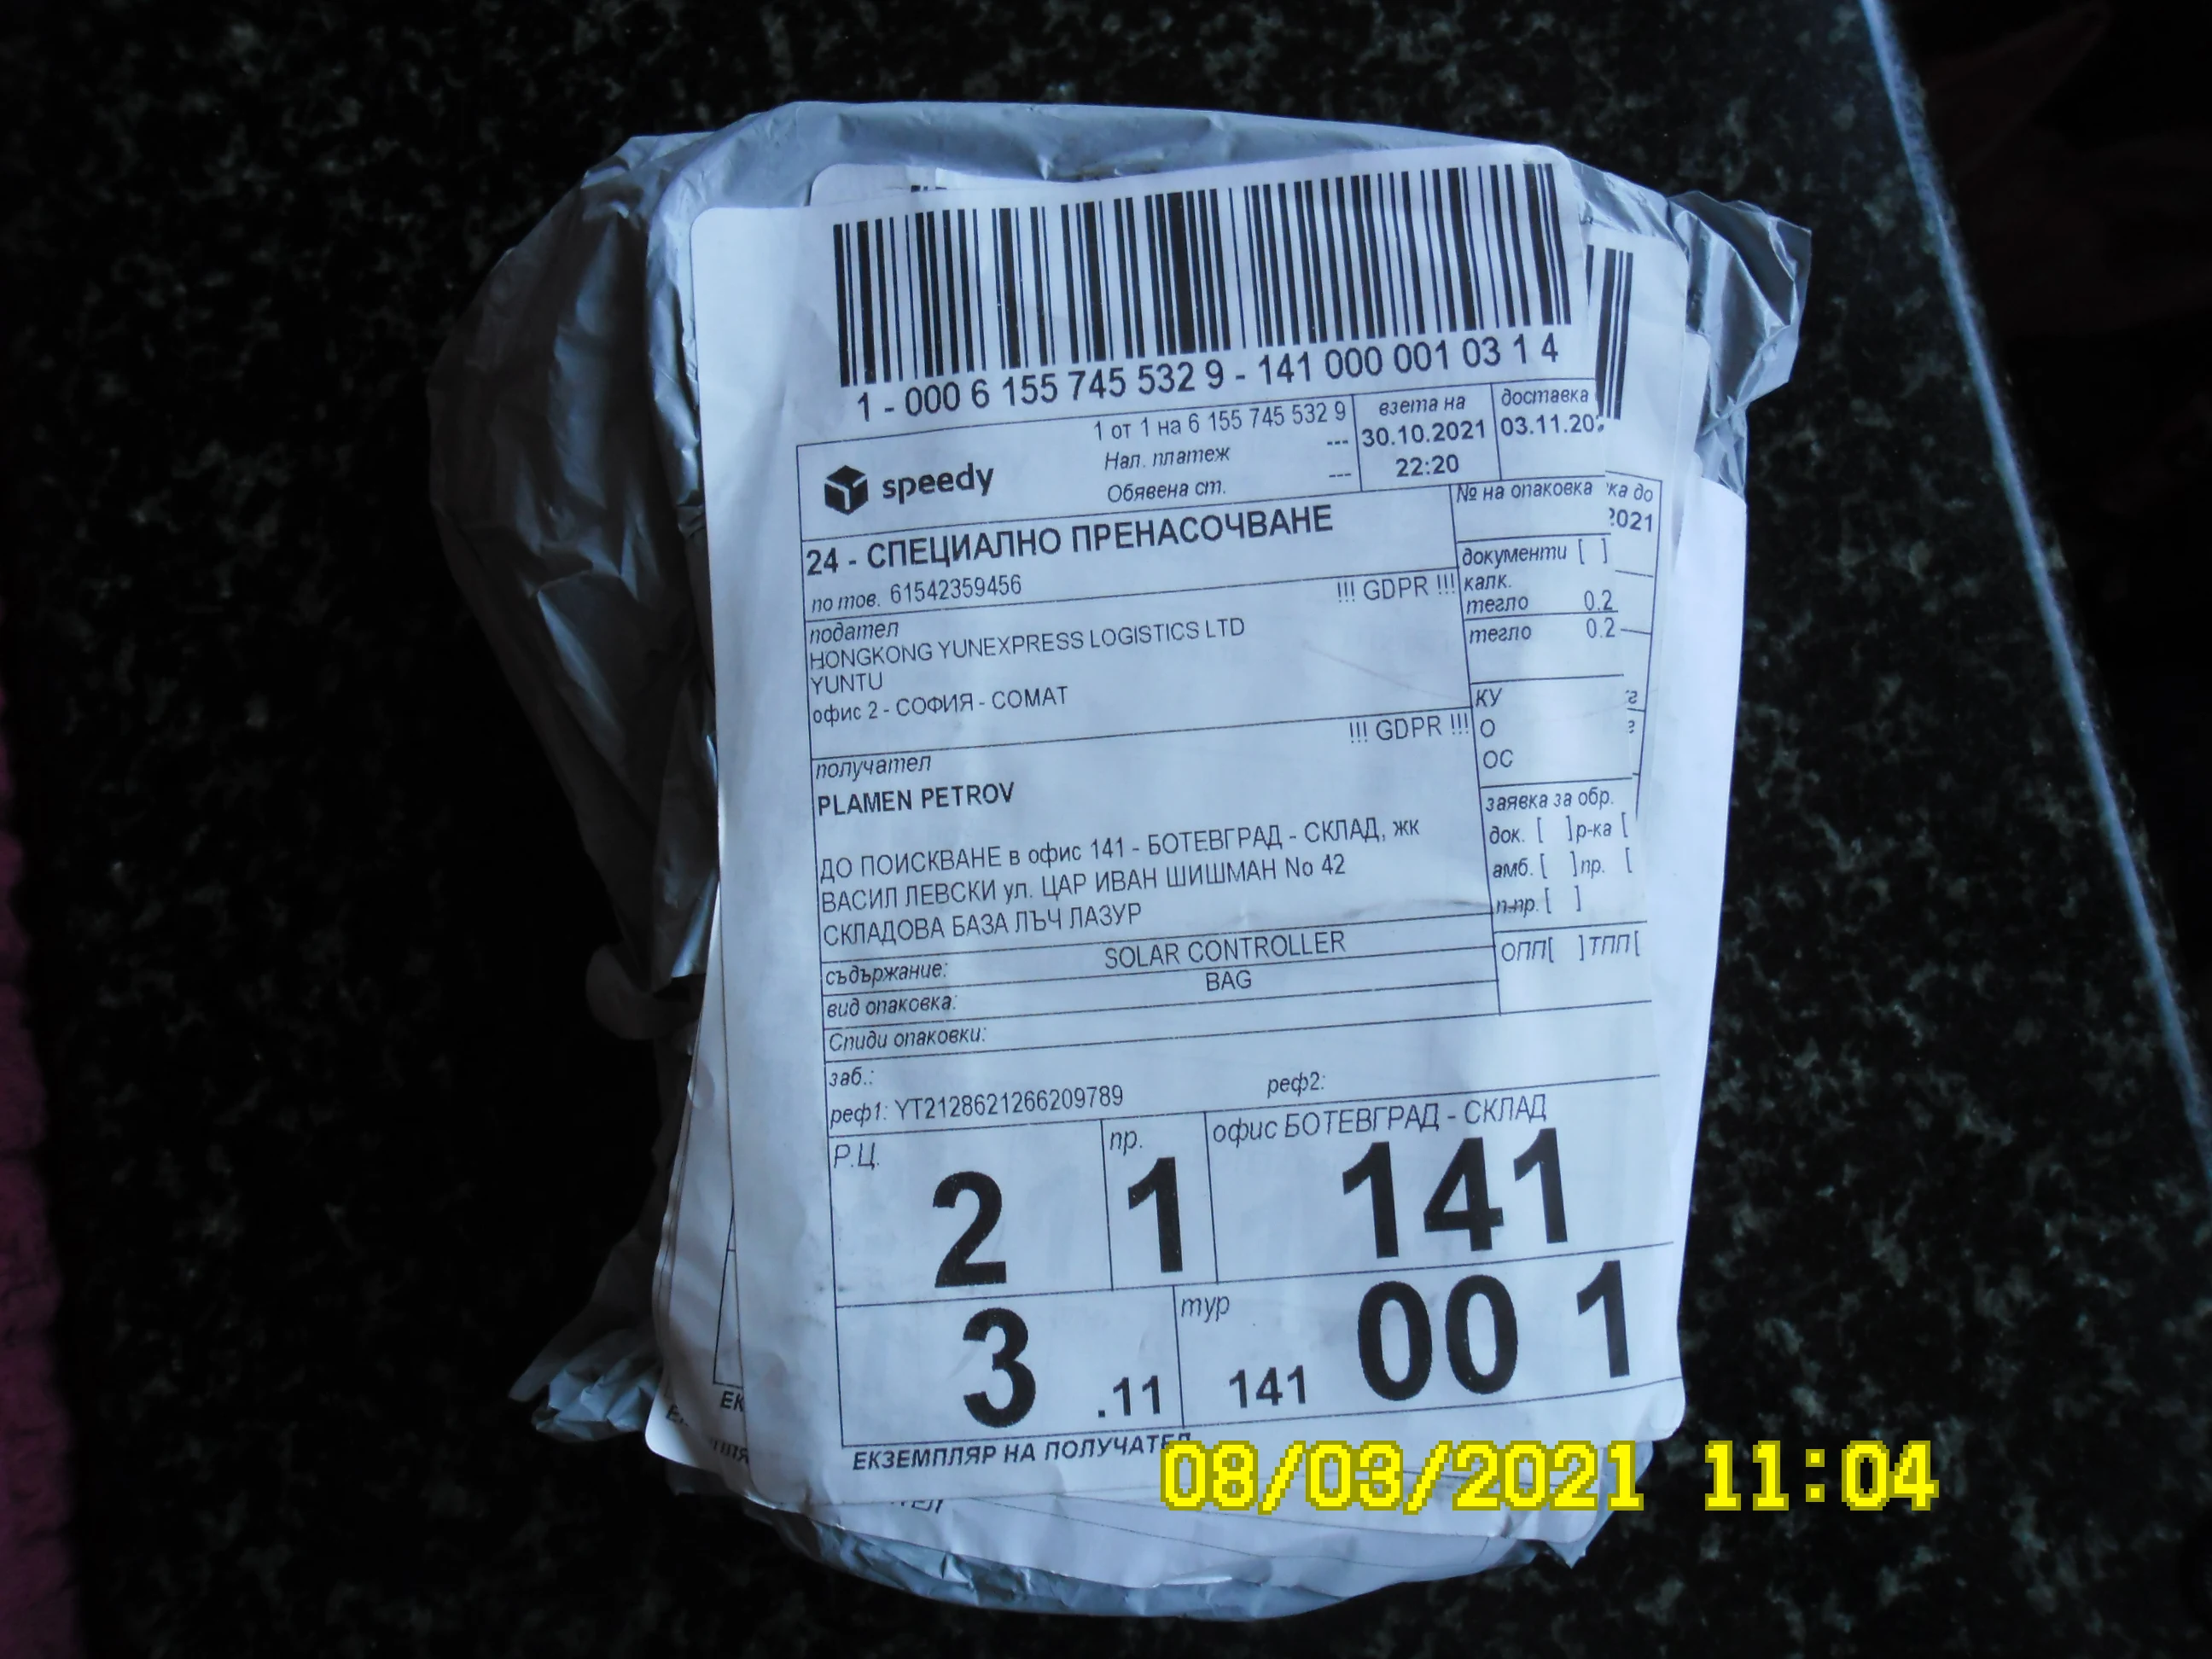 1 - 000 6 155 745 532 9 - 141 000 001 03 1 4
1 от 1 на 6 155 745 532 9
Нал. платеж ---
Обявена ст. ---
взета на
30.10.2021
22:20
доставка
03.11.20
speedy
24 - СПЕЦИАЛНО ПРЕНАСОЧВАНЕ
по тов. 61542359456
!!! GDPR !!!
подател
HONGKONG YUNEXPRESS LOGISTICS LTD
YUNTU
офис 2 - СОФИЯ - СОМАТ
!!! GDPR !!!
получател
PLAMEN PETROV
ДО ПОИСКВАНЕ в офис 141 - БОТЕВГРАД - СКЛАД, жк
ВАСИЛ ЛЕВСКИ ул. ЦАР ИВАН ШИШМАН No 42
СКЛАДОВА БАЗА ЛЪЧ ЛАЗУР
съдържание: SOLAR CONTROLLER
вид опаковка: BAG
Спиди опаковки:
№ на опаковка
ка до
2021
документи [ ]
калк.
тегло 0.2
тегло 0.2
КУ
О
ОС
заявка за обр.
док. [ ]р-ка [
амб. [ ]пр. [
п-пр. [ ]
ОПП[ ]ТПП[
заб.:
реф1: YT2128621266209789 реф2:
Р.Ц. 2
пр. 1
офис БОТЕВГРАД - СКЛАД
141
3 .11
тур
141 00 1
ЕКЗЕМПЛЯР НА ПОЛУЧАТЕЛ
08/03/2021 11:04